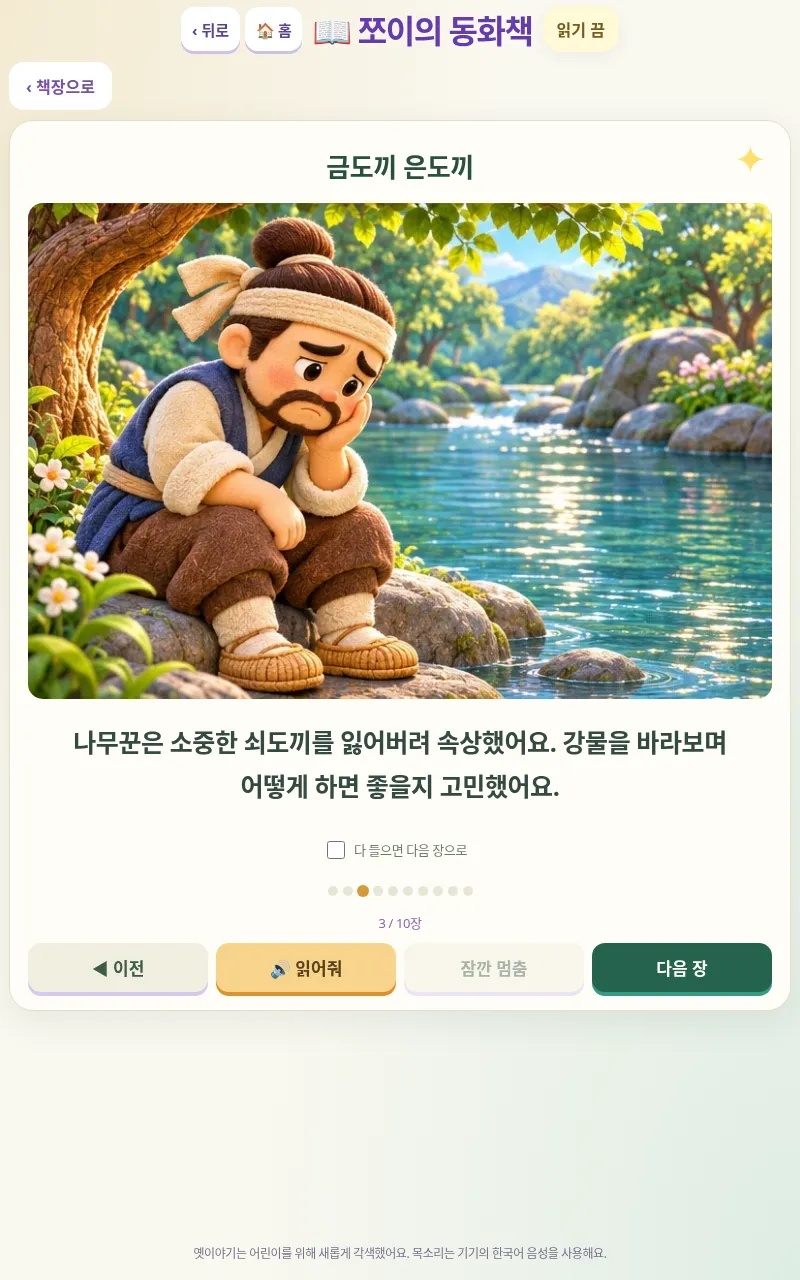 ‹ 뒤로 🏠 홈 📖 쪼이의 동화책 읽기 끝
‹ 책장으로
금도끼 은도끼
나무꾼은 소중한 쇠도끼를 잃어버려 속상했어요. 강물을 바라보며
어떻게 하면 좋을지 고민했어요.
다 들으면 다음 장으로
3 / 10장
◀ 이전 🔊 읽어줘 잠깐 멈춤 다음 장
옛이야기는 어린이를 위해 새롭게 각색했어요. 목소리는 기기의 한국어 음성을 사용해요.